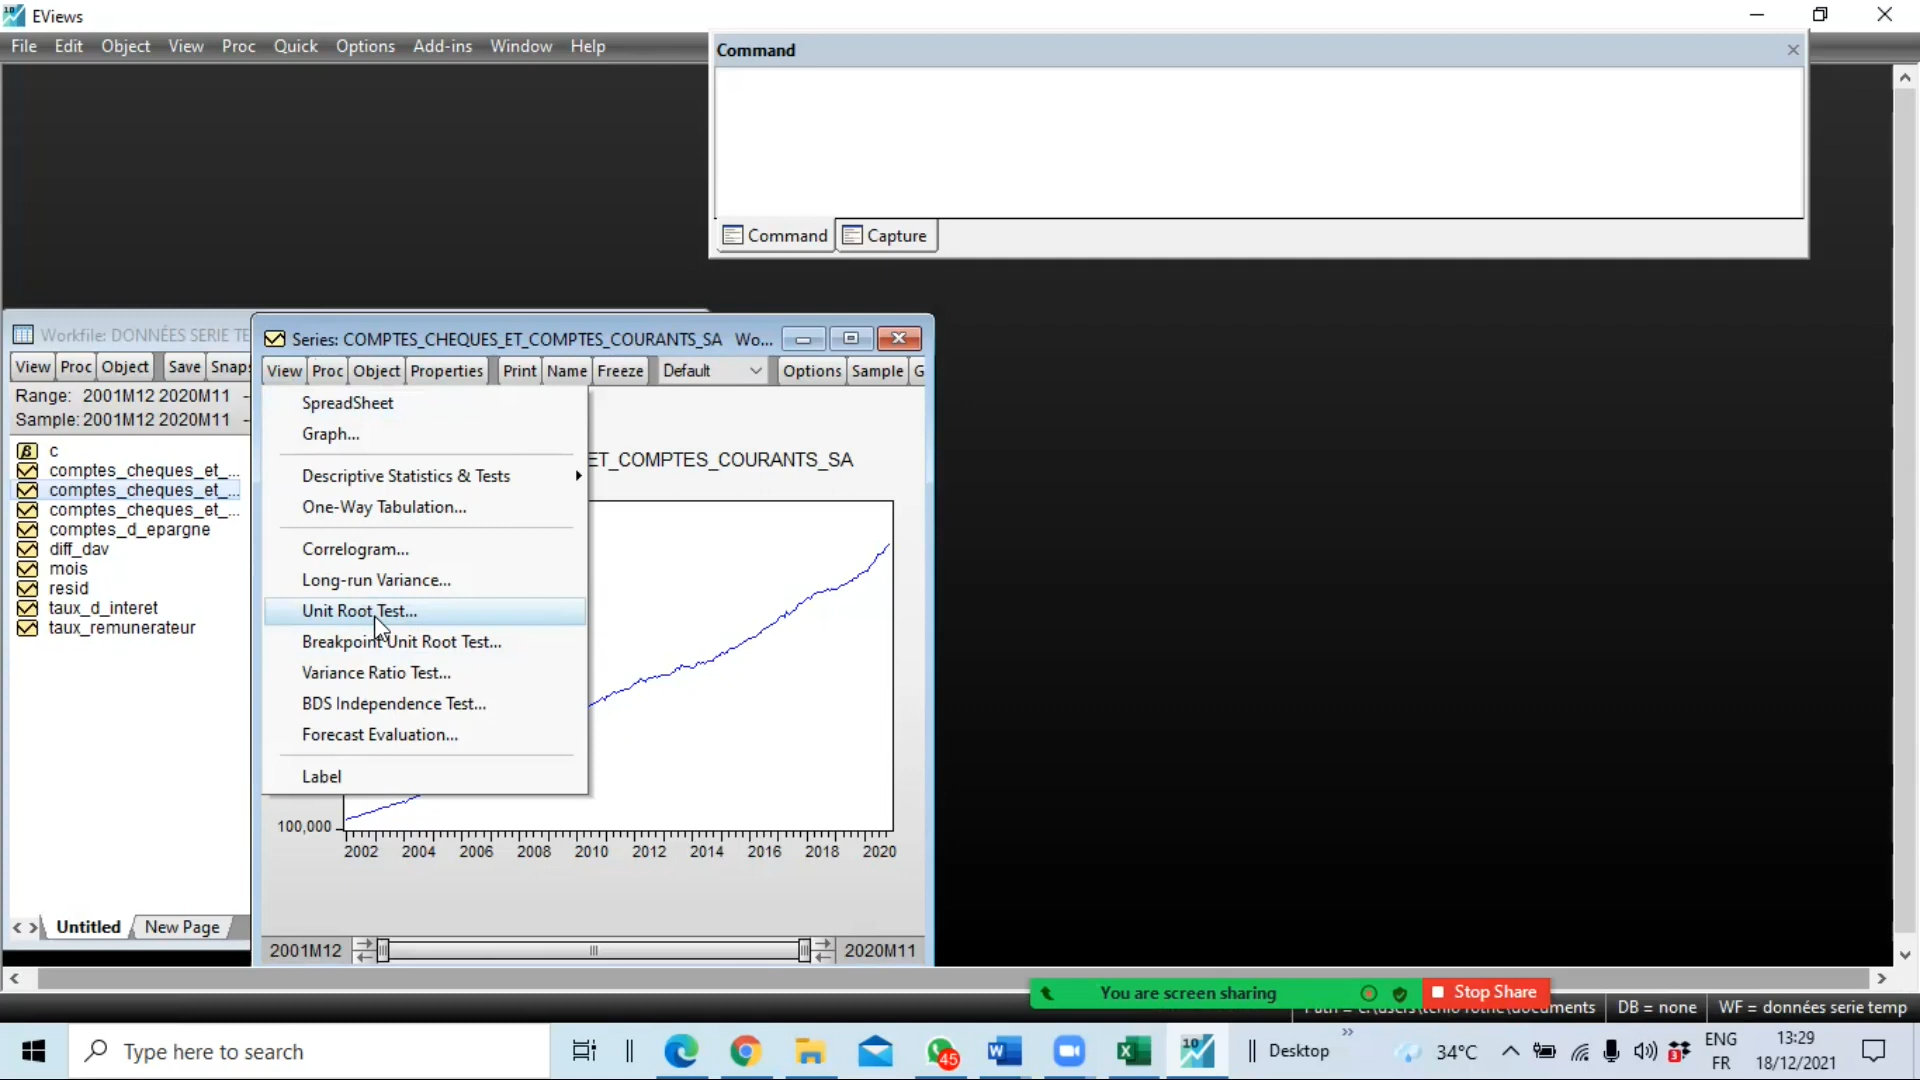 EViews
File Edit Object View Proc Quick Options Add-ins Window Help
Command
Command Capture
Workfile: DONNÉES SERIE TE
View Proc Object Save Snaps
Range: 2001M12 2020M11 --
Sample: 2001M12 2020M11 --
c
comptes_cheques_et_...
comptes_cheques_et_...
comptes_cheques_et_...
comptes_d_epargne
diff_dav
mois
resid
taux_d_interet
taux_remunerateur
Untitled New Page
Series: COMPTES_CHEQUES_ET_COMPTES_COURANTS_SA Wo...
View Proc Object Properties Print Name Freeze Default Options Sample G
SpreadSheet
Graph...
Descriptive Statistics & Tests
One-Way Tabulation...
Correlogram...
Long-run Variance...
Unit Root Test...
Breakpoint Unit Root Test...
Variance Ratio Test...
BDS Independence Test...
Forecast Evaluation...
Label
ET_COMPTES_COURANTS_SA
100,000
2002 2004 2006 2008 2010 2012 2014 2016 2018 2020
2001M12 2020M11
You are screen sharing Stop Share
DB = none WF = données serie temp
Type here to search
45
10
Desktop
34°C
3
ENG
FR
13:29
18/12/2021